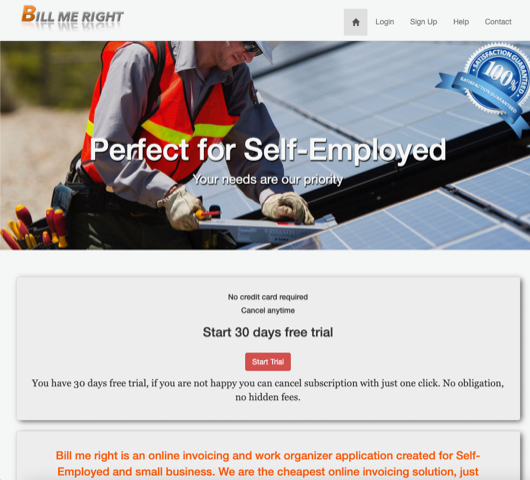 BILL ME RIGHT
Login Sign Up Help Contact
SATISFACTION GUARANTEED
100%
SATISFACTION GUARANTEED
Perfect for Self-Employed
Your needs are our priority
No credit card required
Cancel anytime
Start 30 days free trial
Start Trial
You have 30 days free trial, if you are not happy you can cancel subscription with just one click. No obligation,
no hidden fees.
Bill me right is an online invoicing and work organizer application created for Self-
Employed and small business. We are the cheapest online invoicing solution, just